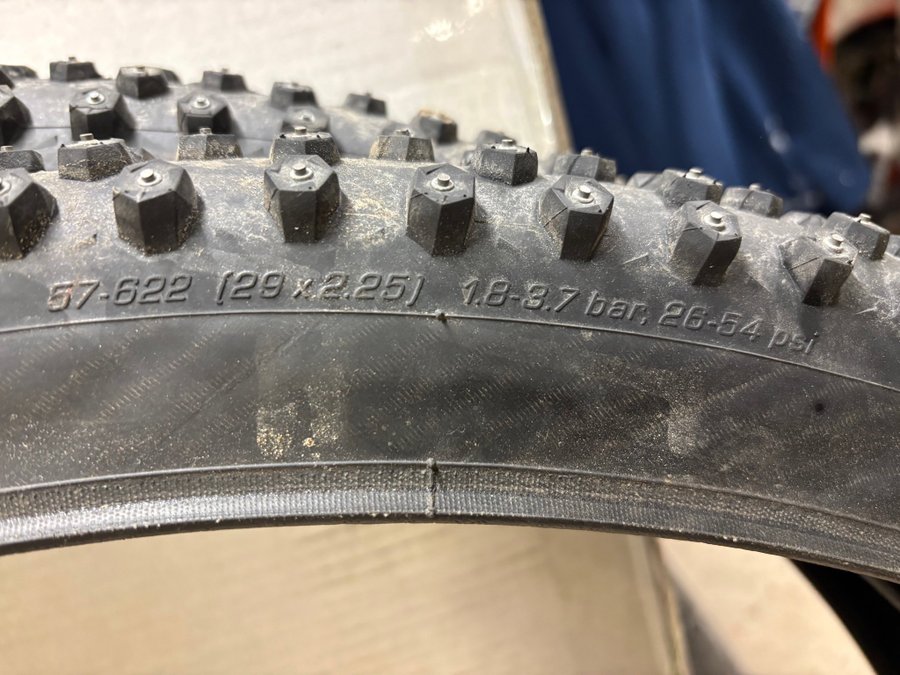 57-622 (29 x 2.25) 1.8-3.7 bar, 26-54 psi